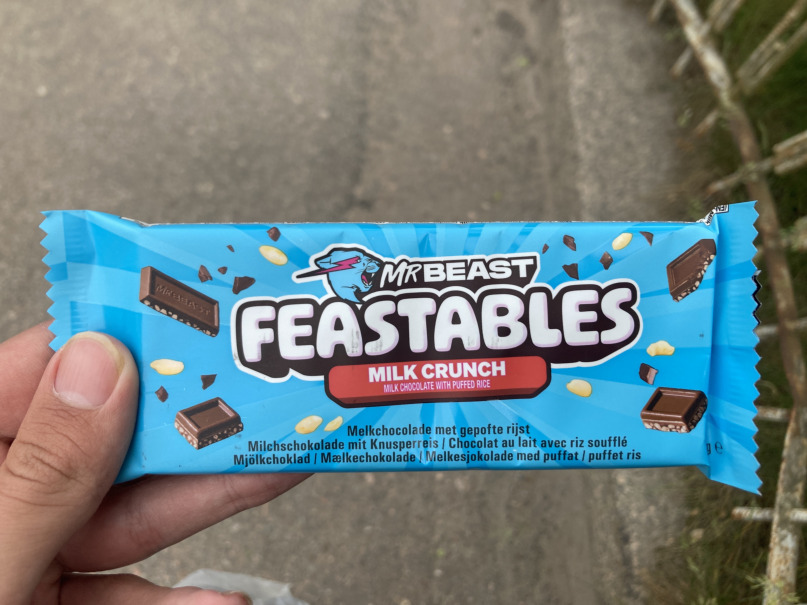 MRBEAST
FEASTABLES
MILK CRUNCH
MILK CHOCOLATE WITH PUFFED RICE
MRBEAST
Melkchocolade met gepofte rijst
Milchschokolade mit Knusperreis / Chocolat au lait avec riz soufflé
Mjölkchoklad / Mælkechokolade / Melkesjokolade med puffat / puffet ris
g e